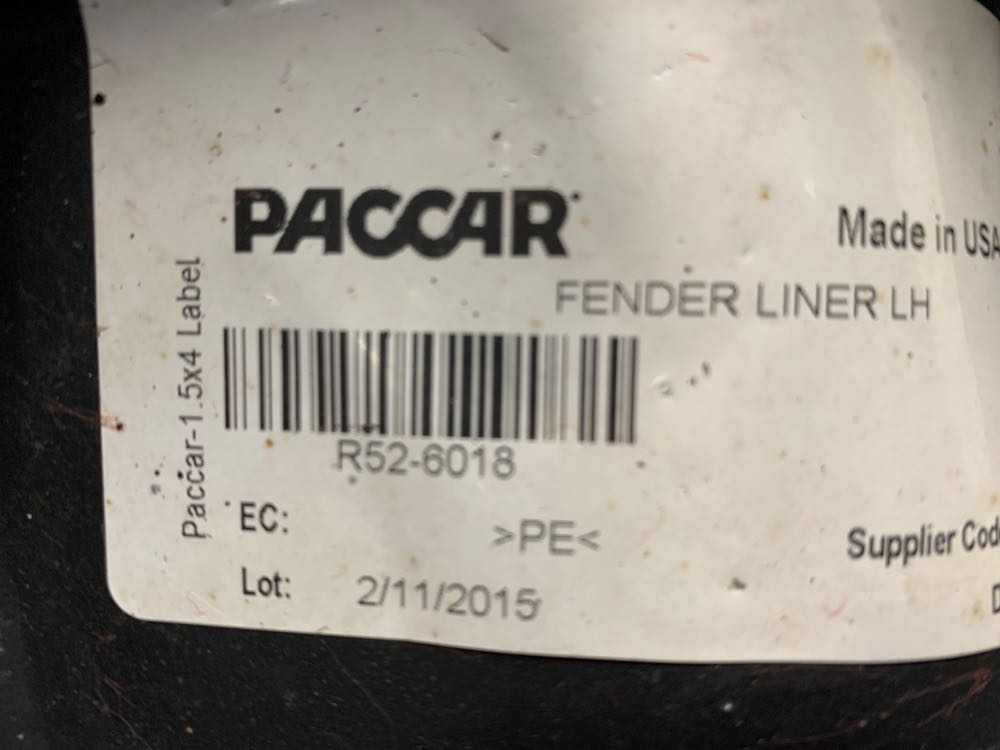 PACCAR
Made in USA
FENDER LINER LH
Paccar-1.5x4 Label
R52-6018
EC:
>PE<
Supplier Cod
Lot: 2/11/2015
D